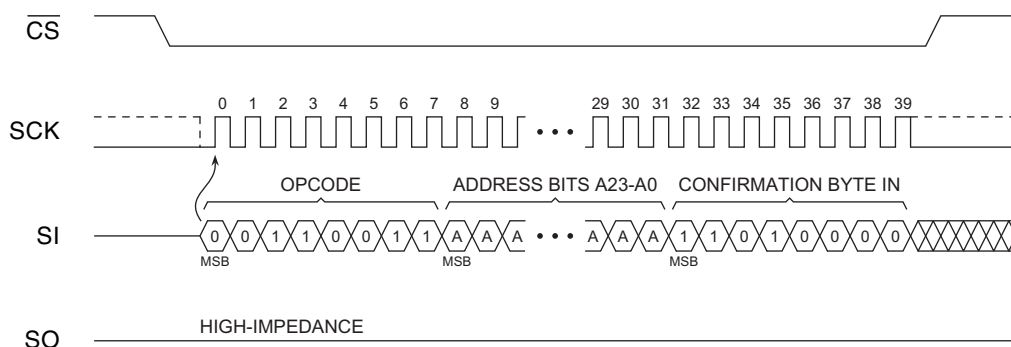 CS
0 1 2 3 4 5 6 7 8 9 29 30 31 32 33 34 35 36 37 38 39
SCK
OPCODE ADDRESS BITS A23-A0 CONFIRMATION BYTE IN
SI 0 0 1 1 0 0 1 1 A A A A A A 1 1 0 1 0 0 0 0
MSB MSB MSB
HIGH-IMPEDANCE
SO